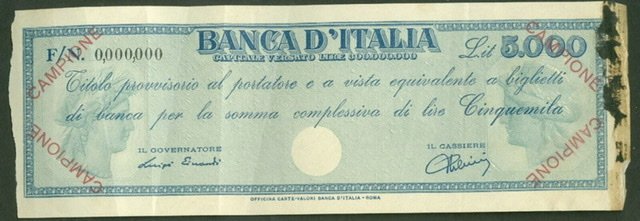 BANCA D'ITALIA
CAPITALE VERSATO LIRE 300.000.000
F/N. 0,000,000
Lit 5.000
Titolo provvisorio al portatore e a vista equivalente a biglietti
di banca per la somma complessiva di lire Cinquemila
IL GOVERNATORE
IL CASSIERE
Luigi Einaudi
CAMPIONE
CAMPIONE
CAMPIONE
CAMPIONE
OFFICINA CARTE-VALORI BANCA D'ITALIA - ROMA